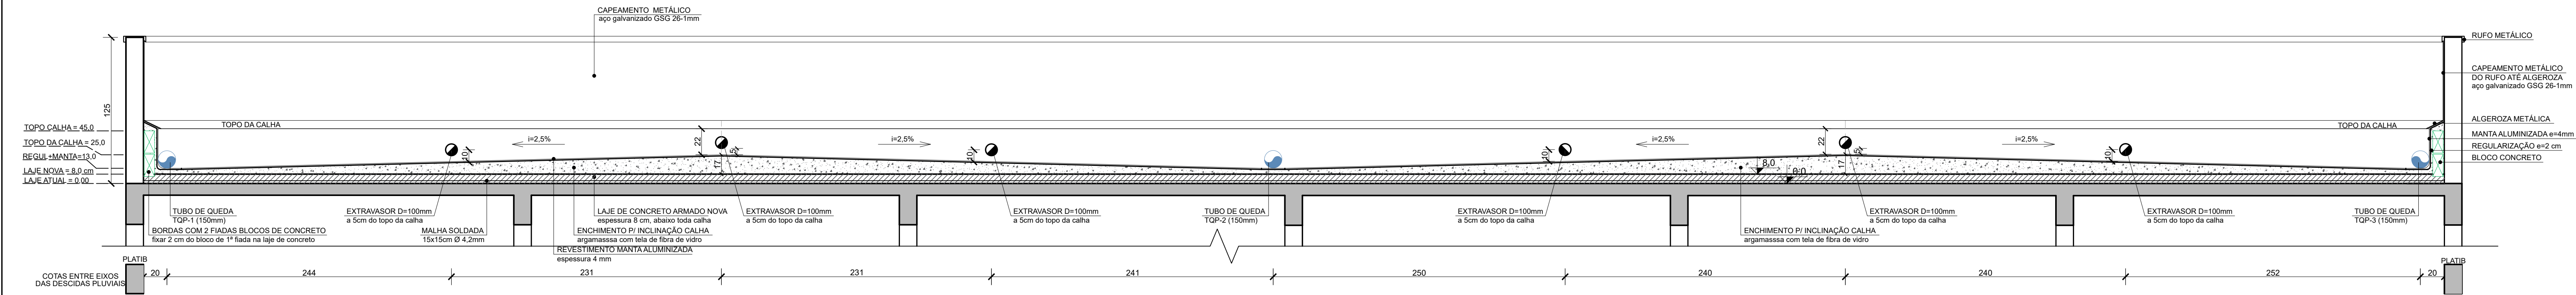 CAPEAMENTO METÁLICO
aço galvanizado GSG 26-1mm
RUFO METÁLICO
CAPEAMENTO METÁLICO
DO RUFO ATÉ ALGEROZA
aço galvanizado GSG 26-1mm
125
TOPO DA CALHA
TOPO DA CALHA
ALGEROZA METÁLICA
MANTA ALUMINIZADA e=4mm
REGULARIZAÇÃO e=2 cm
BLOCO CONCRETO
TOPO CALHA = 45,0
TOPO DA CALHA = 25,0
REGUL+MANTA=13,0
LAJE NOVA = 8,0 cm
LAJE ATUAL = 0,00
i=2,5%
i=2,5%
i=2,5%
i=2,5%
10
22
17
5
10
10
22
17
5
10
8,0
0,0
TUBO DE QUEDA
TQP-1 (150mm)
EXTRAVASOR D=100mm
a 5cm do topo da calha
LAJE DE CONCRETO ARMADO NOVA
espessura 8 cm, abaixo toda calha
EXTRAVASOR D=100mm
a 5cm do topo da calha
EXTRAVASOR D=100mm
a 5cm do topo da calha
TUBO DE QUEDA
TQP-2 (150mm)
EXTRAVASOR D=100mm
a 5cm do topo da calha
EXTRAVASOR D=100mm
a 5cm do topo da calha
EXTRAVASOR D=100mm
a 5cm do topo da calha
TUBO DE QUEDA
TQP-3 (150mm)
BORDAS COM 2 FIADAS BLOCOS DE CONCRETO
fixar 2 cm do bloco de 1ª fiada na laje de concreto
MALHA SOLDADA
15x15cm Ø 4,2mm
ENCHIMENTO P/ INCLINAÇÃO CALHA
argamasssa com tela de fibra de vidro
ENCHIMENTO P/ INCLINAÇÃO CALHA
argamasssa com tela de fibra de vidro
REVESTIMENTO MANTA ALUMINIZADA
espessura 4 mm
PLATIB
PLATIB
COTAS ENTRE EIXOS
DAS DESCIDAS PLUVIAIS
20
244
231
231
241
250
240
240
252
20